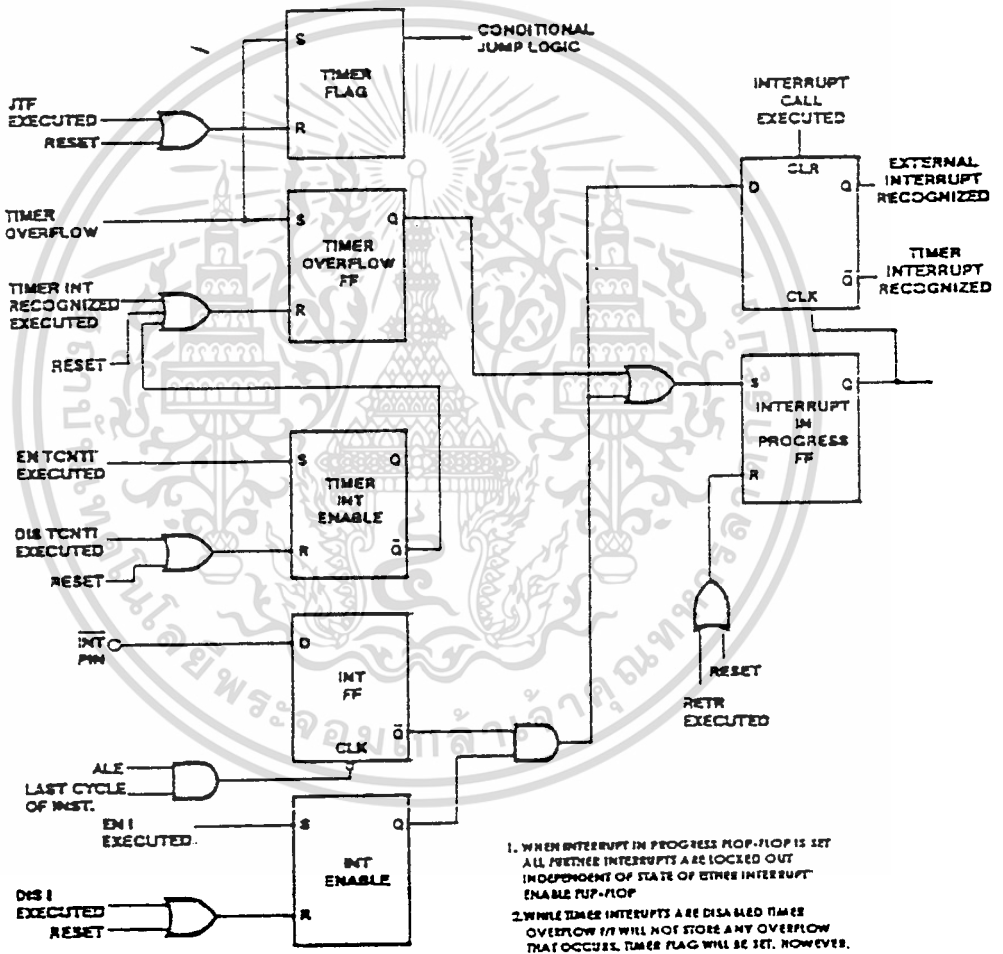 CONDITIONAL
JUMP LOGIC
S
TIMER
FLAG
R
JTF
EXECUTED
RESET
INTERRUPT
CALL
EXECUTED
CLR
D
Q
EXTERNAL
INTERRUPT
RECOGNIZED
Q̅
TIMER
INTERRUPT
RECOGNIZED
CLK
TIMER
OVERFLOW
S
Q
TIMER
OVERFLOW
FF
R
TIMER INT
RECOGNIZED
EXECUTED
RESET
S
Q
INTERRUPT
IN
PROGRESS
FF
R
EN TCNTI
EXECUTED
S
Q
TIMER
INT
ENABLE
R
Q̅
DIS TCNTI
EXECUTED
RESET
RESET
RETR
EXECUTED
I̅N̅T̅
PIN
D
INT
FF
Q̅
CLK
ALE
LAST CYCLE
OF INST.
EN I
EXECUTED
S
Q
INT
ENABLE
R
DIS I
EXECUTED
RESET
1. WHEN INTERRUPT IN PROGRESS FLOP-FLOP IS SET
ALL FURTHER INTERRUPTS ARE LOCKED OUT
INDEPENDENT OF STATE OF EITHER INTERRUPT
ENABLE FLIP-FLOP
2. WHILE TIMER INTERUPTS ARE DISABLED TIMER
OVERFLOW F/F WILL NOT STORE ANY OVERFLOW
THAT OCCURS. TIMER FLAG WILL BE SET, HOWEVER.